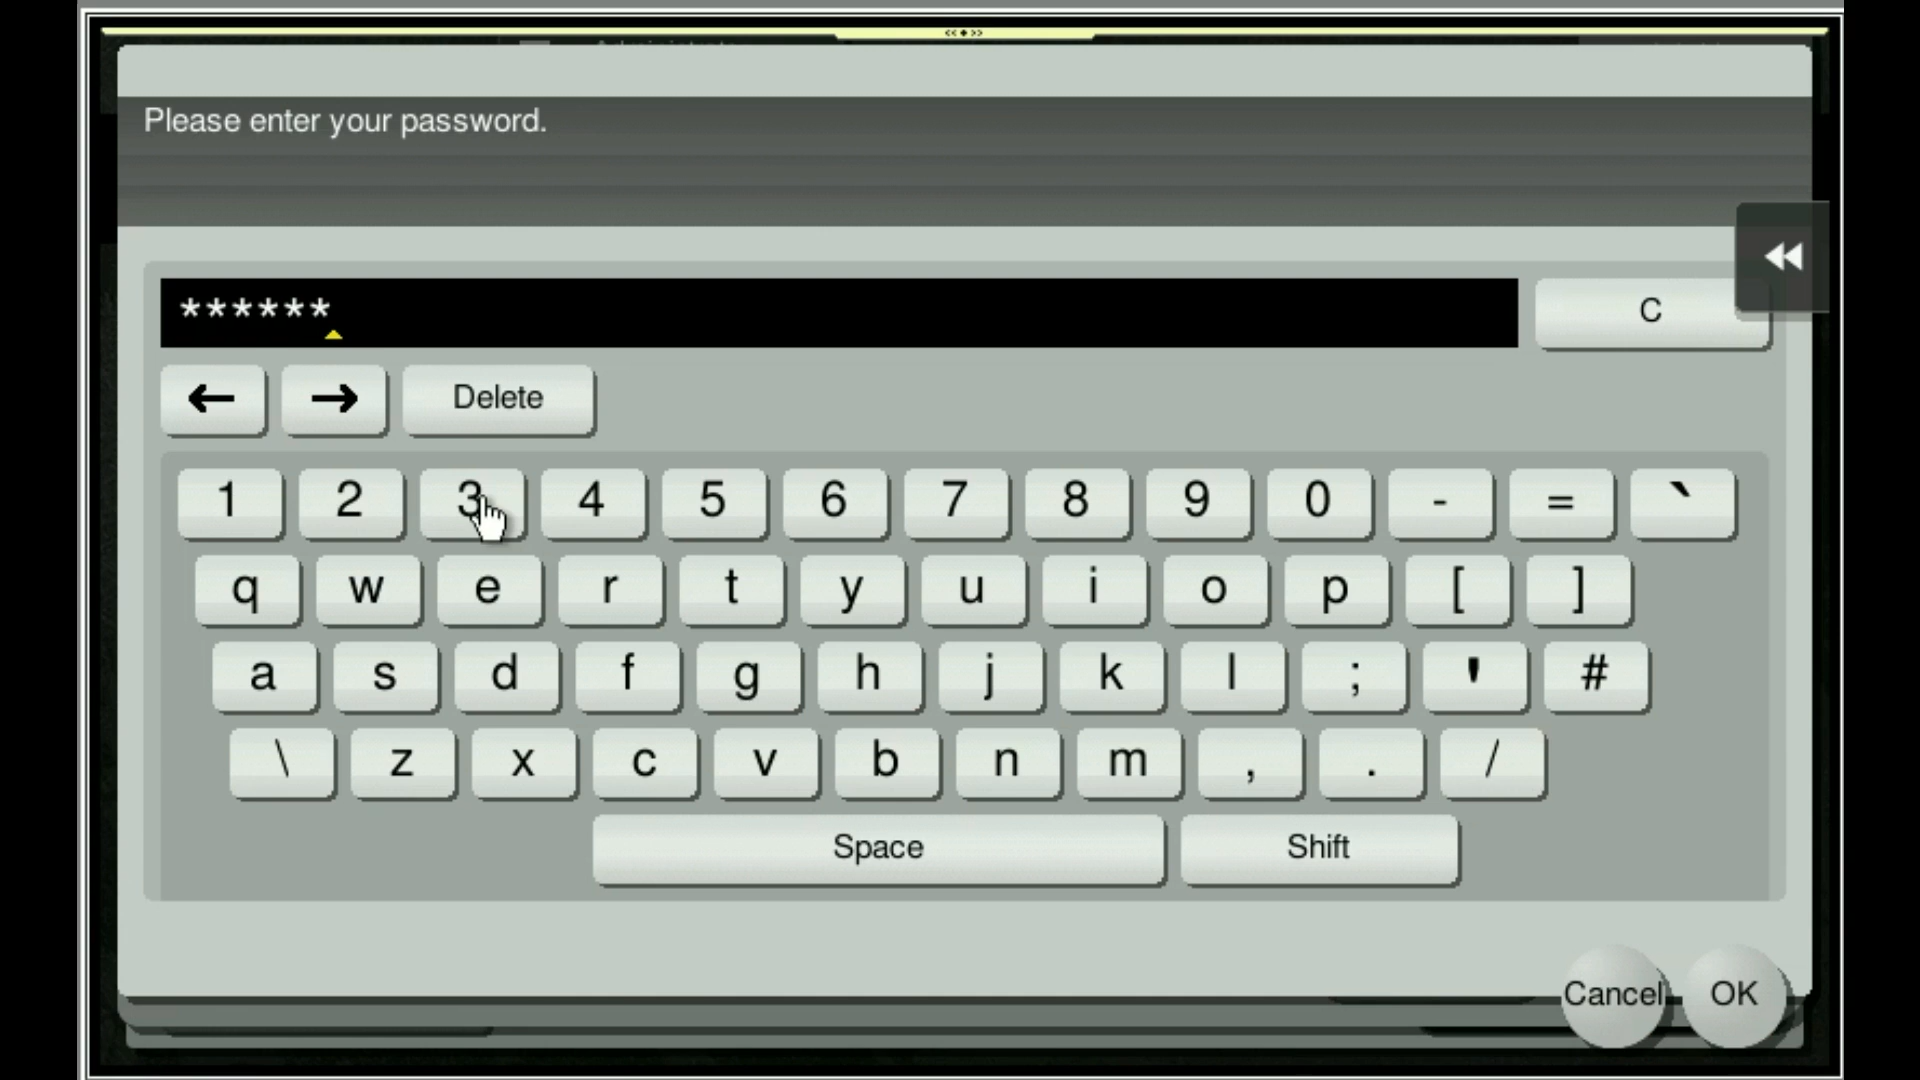 Please enter your password.
******
C
← → Delete
1 2 3 4 5 6 7 8 9 0 - = `
q w e r t y u i o p [ ]
a s d f g h j k l ; ' #
\ z x c v b n m , . /
Space Shift
Cancel OK